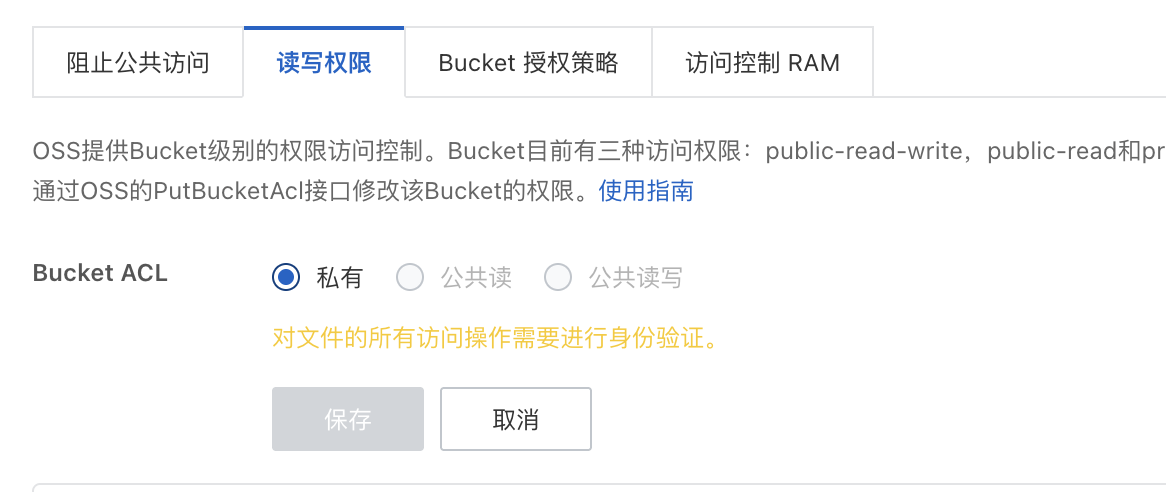 阻止公共访问 读写权限 Bucket 授权策略 访问控制 RAM
OSS提供Bucket级别的权限访问控制。Bucket目前有三种访问权限：public-read-write，public-read和pr
通过OSS的PutBucketAcl接口修改该Bucket的权限。使用指南
Bucket ACL 私有 公共读 公共读写
对文件的所有访问操作需要进行身份验证。
保存 取消